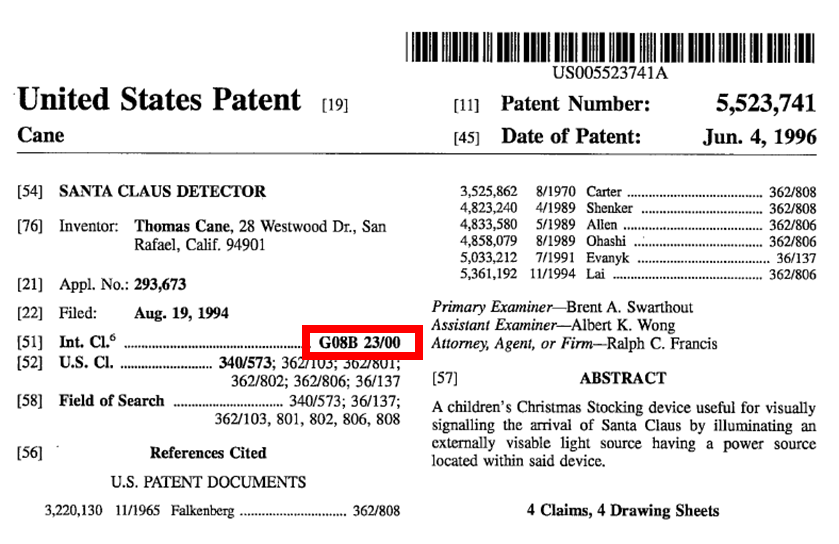 US005523741A
United States Patent [19]
Cane
[11] Patent Number: 5,523,741
[45] Date of Patent: Jun. 4, 1996
[54] SANTA CLAUS DETECTOR
[76] Inventor: Thomas Cane, 28 Westwood Dr., San
Rafael, Calif. 94901
[21] Appl. No.: 293,673
[22] Filed: Aug. 19, 1994
[51] Int. Cl.⁶ ........................................ G08B 23/00
[52] U.S. Cl. ....................... 340/573; 362/103; 362/801;
362/802; 362/806; 36/137
[58] Field of Search ........................... 340/573; 36/137;
362/103, 801, 802, 806, 808
[56] References Cited
U.S. PATENT DOCUMENTS
3,220,130 11/1965 Falkenberg ........................... 362/808
3,525,862 8/1970 Carter .................................. 362/808
4,823,240 4/1989 Shenker ............................... 362/808
4,833,580 5/1989 Allen ................................... 362/806
4,858,079 8/1989 Ohashi ................................. 362/806
5,033,212 7/1991 Evanyk ................................. 36/137
5,361,192 11/1994 Lai ..................................... 362/806
Primary Examiner—Brent A. Swarthout
Assistant Examiner—Albert K. Wong
Attorney, Agent, or Firm—Ralph C. Francis
[57] ABSTRACT
A children's Christmas Stocking device useful for visually
signalling the arrival of Santa Claus by illuminating an
externally visable light source having a power source
located within said device.
4 Claims, 4 Drawing Sheets